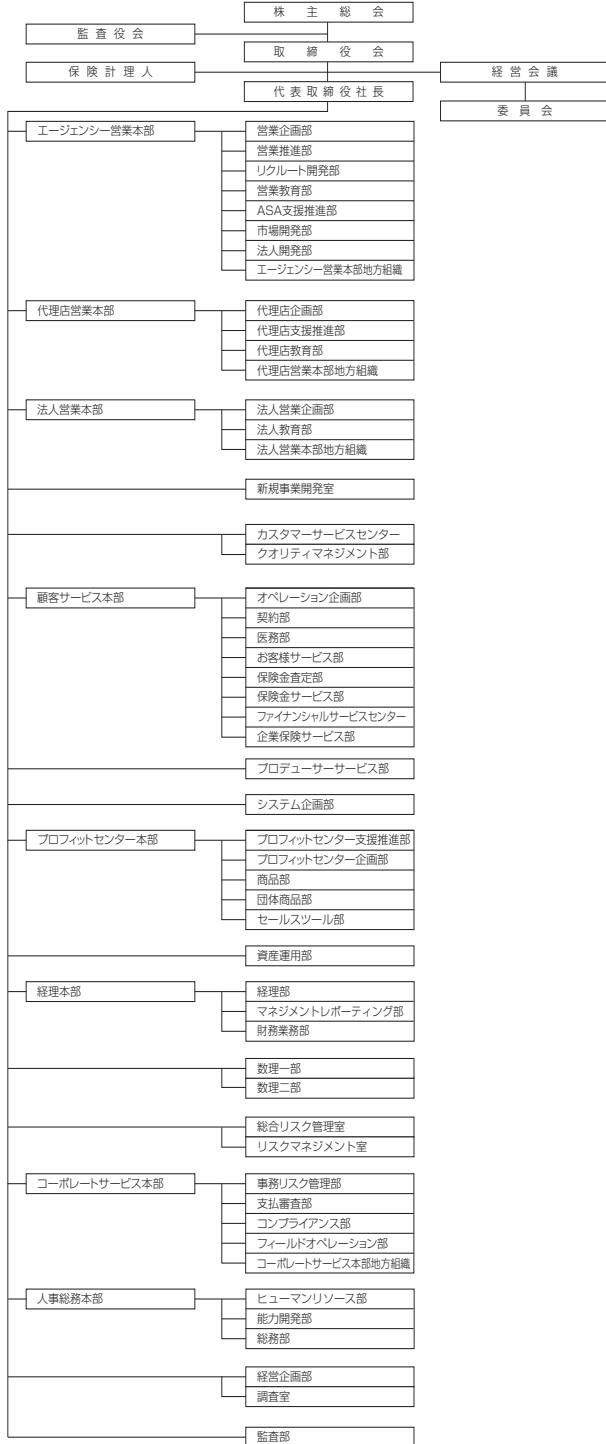 株主総会
監査役会
取締役会
保険計理人
経営会議
代表取締役社長
委員会
エージェンシー営業本部
営業企画部
営業推進部
リクルート開発部
営業教育部
ASA支援推進部
市場開発部
法人開発部
エージェンシー営業本部地方組織
代理店営業本部
代理店企画部
代理店支援推進部
代理店教育部
代理店営業本部地方組織
法人営業本部
法人営業企画部
法人教育部
法人営業本部地方組織
新規事業開発室
カスタマーサービスセンター
クオリティマネジメント部
顧客サービス本部
オペレーション企画部
契約部
医務部
お客様サービス部
保険金査定部
保険金サービス部
ファイナンシャルサービスセンター
企業保険サービス部
プロデューサーサービス部
システム企画部
プロフィットセンター本部
プロフィットセンター支援推進部
プロフィットセンター企画部
商品部
団体商品部
セールスツール部
資産運用部
経理本部
経理部
マネジメントレポーティング部
財務業務部
数理一部
数理二部
総合リスク管理室
リスクマネジメント室
コーポレートサービス本部
事務リスク管理部
支払審査部
コンプライアンス部
フィールドオペレーション部
コーポレートサービス本部地方組織
人事総務本部
ヒューマンリソース部
能力開発部
総務部
経営企画部
調査室
監査部